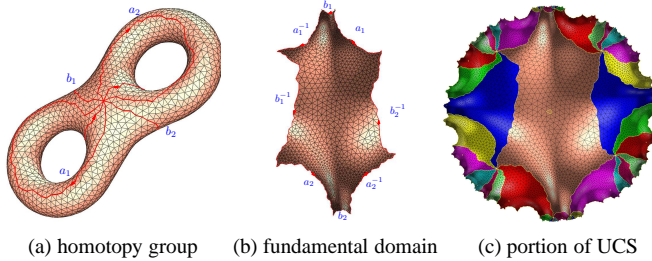 a₂
b₁
b₂
a₁
b₁
a₁⁻¹
a₁
b₁⁻¹
b₂⁻¹
a₂
a₂⁻¹
b₂
(a) homotopy group (b) fundamental domain (c) portion of UCS